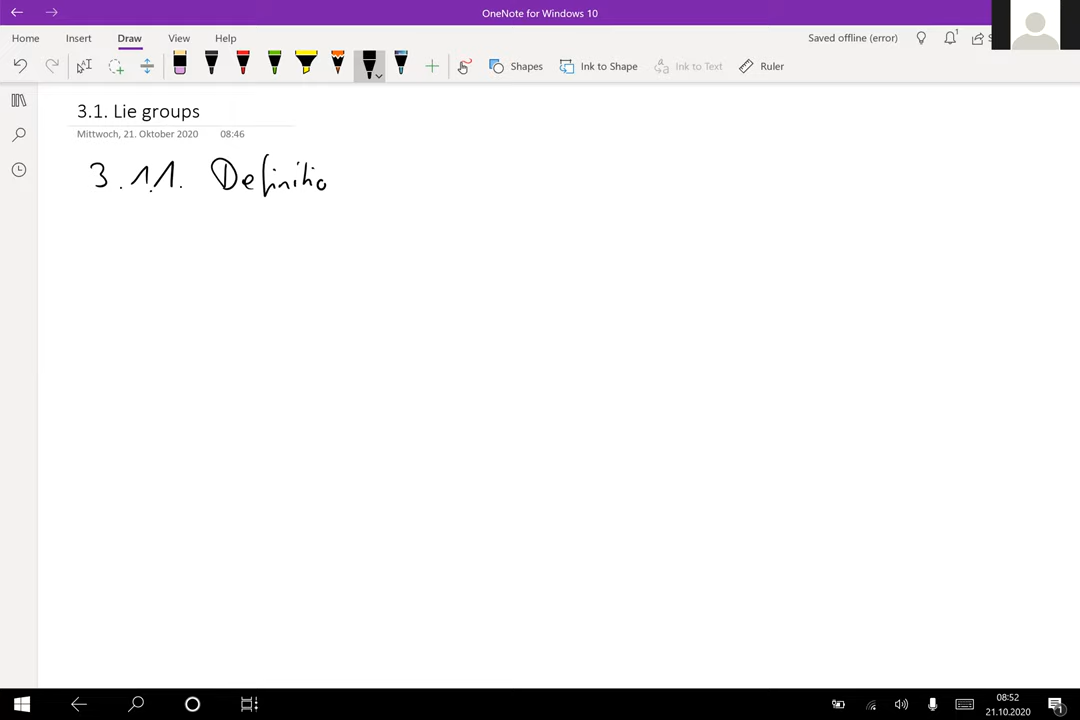 OneNote for Windows 10
Home Insert Draw View Help Saved offline (error)
Shapes Ink to Shape Ink to Text Ruler
3.1. Lie groups
Mittwoch, 21. Oktober 2020 08:46
3.1.1. Definitio
08:52
21.10.2020